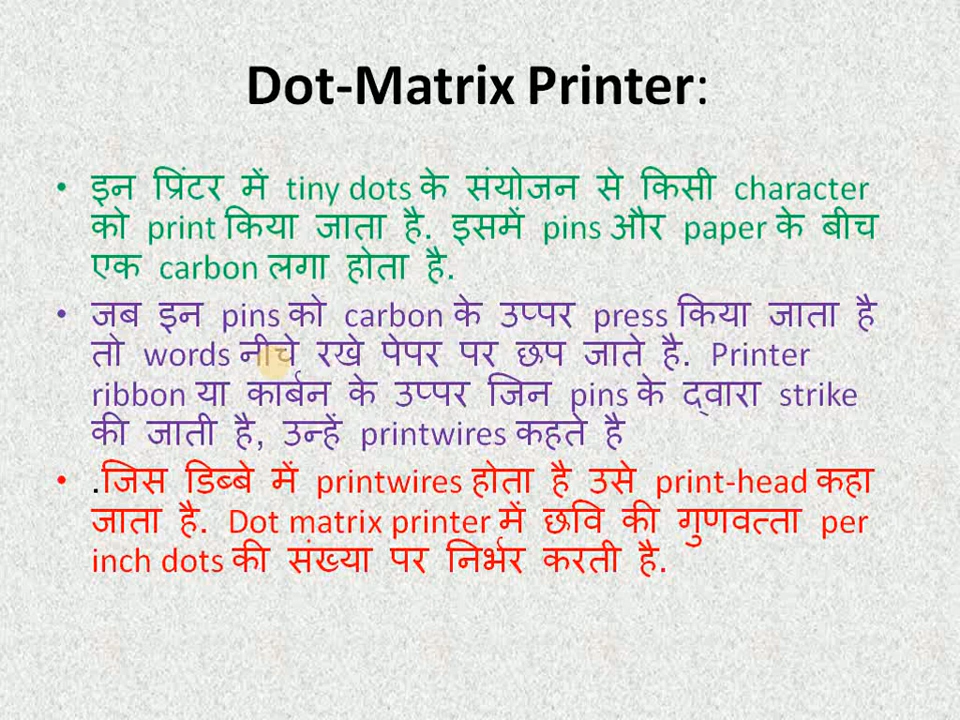 Dot-Matrix Printer:
• इन प्रिंटर में tiny dots के संयोजन से किसी character
को print किया जाता है. इसमें pins और paper के बीच
एक carbon लगा होता है.
• जब इन pins को carbon के उप्पर press किया जाता है
तो words नीचे रखे पेपर पर छप जाते है. Printer
ribbon या कार्बन के उप्पर जिन pins के द्वारा strike
की जाती है, उन्हें printwires कहते है
• .जिस डिब्बे में printwires होता है उसे print-head कहा
जाता है. Dot matrix printer में छवि की गुणवत्ता per
inch dots की संख्या पर निर्भर करती है.